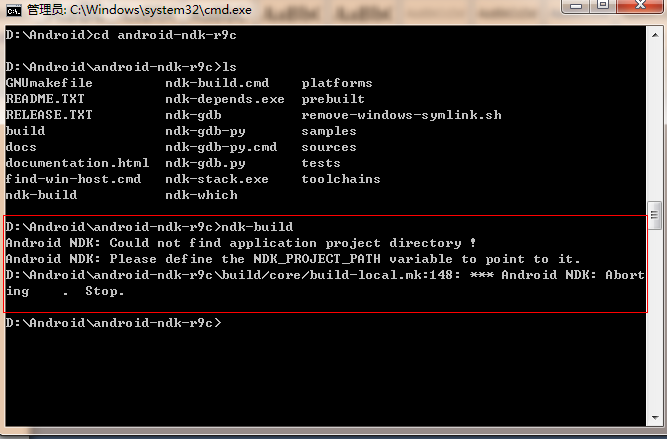 管理员: C:\Windows\system32\cmd.exe
D:\Android>cd android-ndk-r9c
D:\Android\android-ndk-r9c>ls
GNUmakefile ndk-build.cmd platforms
README.TXT ndk-depends.exe prebuilt
RELEASE.TXT ndk-gdb remove-windows-symlink.sh
build ndk-gdb-py samples
docs ndk-gdb-py.cmd sources
documentation.html ndk-gdb.py tests
find-win-host.cmd ndk-stack.exe toolchains
ndk-build ndk-which
D:\Android\android-ndk-r9c>ndk-build
Android NDK: Could not find application project directory !
Android NDK: Please define the NDK_PROJECT_PATH variable to point to it.
D:\Android\android-ndk-r9c\build/core/build-local.mk:148: *** Android NDK: Abort
ing    .  Stop.
D:\Android\android-ndk-r9c>